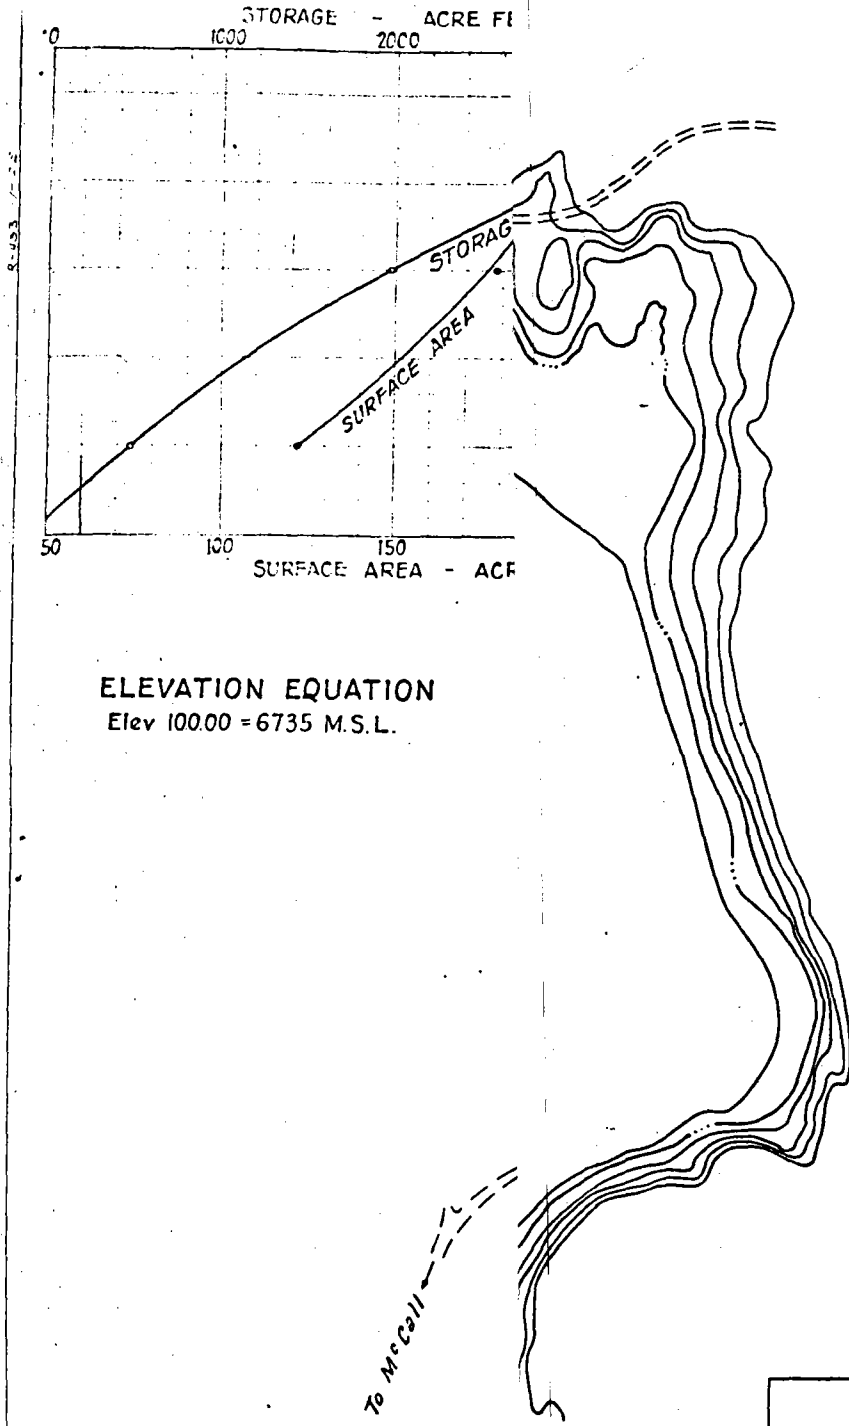 STORAGE - ACRE FE
0 1000 2000
STORAG
SURFACE AREA
50 100 150
SURFACE AREA - ACR
ELEVATION EQUATION
Elev 100.00 = 6735 M.S.L.
To McCall